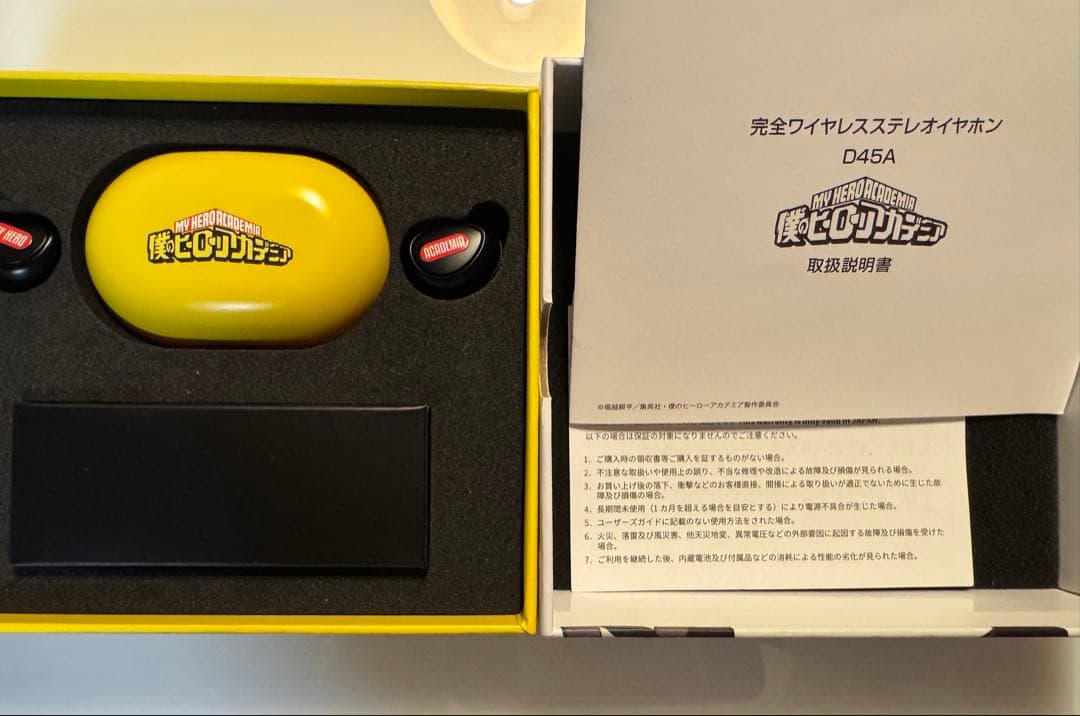 MY HERO ACADEMIA
僕のヒーローアカデミア
HERO
ACADEMIA
完全ワイヤレスステレオイヤホン
D45A
MY HERO ACADEMIA
僕のヒーローアカデミア
取扱説明書
©堀越耕平／集英社・僕のヒーローアカデミア製作委員会
This warranty is only valid in JAPAN.
以下の場合は保証の対象になりませんのでご注意ください。
1．ご購入時の領収書等ご購入を証するものがない場合。
2．不注意な取扱いや使用上の誤り、不当な修理や改造による故障及び損傷が見られる場合。
3．お買い上げ後の落下、衝撃などのお客様直接、間接による取り扱いが適正でないために生じた故
障及び損傷の場合。
4．長期間未使用（1カ月を超える場合を目安とする）により電源不具合が生じた場合。
5．ユーザーズガイドに記載のない使用方法をされた場合。
6．火災、落雷及び風災害、他天災地変、異常電圧などの外部要因に起因する故障及び損傷を受けた
場合。
7．ご利用を継続した後、内蔵電池及び付属品などの消耗による性能の劣化が見られた場合。